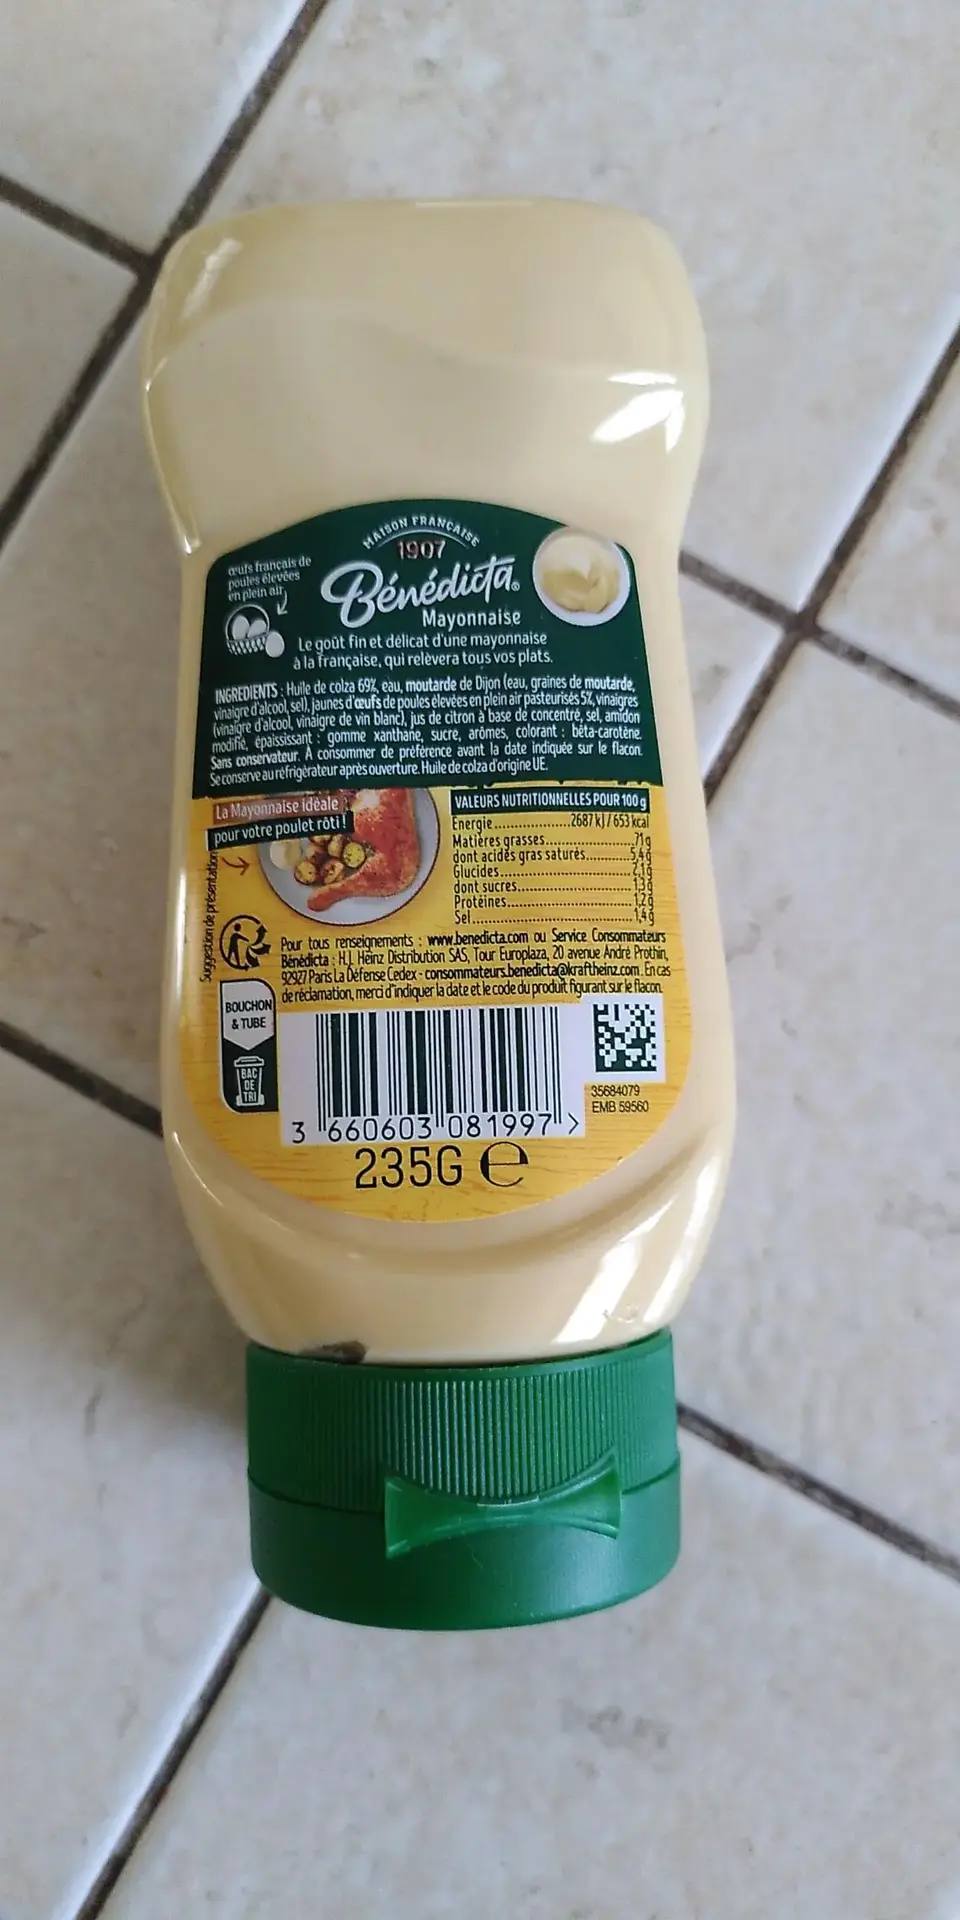 MAISON FRANÇAISE
1907
Bénédicta®
Mayonnaise
œufs français de
poules élevées
en plein air
Le goût fin et délicat d'une mayonnaise
à la française, qui relèvera tous vos plats.
INGREDIENTS : Huile de colza 69%, eau, moutarde de Dijon (eau, graines de moutarde,
vinaigre d'alcool, sel), jaunes d'œufs de poules élevées en plein air pasteurisés 5%, vinaigres
(vinaigre d'alcool, vinaigre de vin blanc), jus de citron à base de concentré, sel, amidon
modifié, épaississant : gomme xanthane, sucre, arômes, colorant : bêta-carotène.
Sans conservateur. A consommer de préférence avant la date indiquée sur le flacon.
Se conserve au réfrigérateur après ouverture. Huile de colza d'origine UE.
La Mayonnaise idéale
pour votre poulet rôti !
Suggestion de présentation
VALEURS NUTRITIONNELLES POUR 100 g
Energie....................2687 kJ / 653 kcal
Matières grasses....................71g
dont acides gras saturés..........5,4g
Glucides..............................2,1g
dont sucres..........................1,3g
Protéines.............................1,2g
Sel.....................................1,4g
Pour tous renseignements : www.benedicta.com ou Service Consommateurs
Bénédicta : H.J. Heinz Distribution SAS, Tour Europlaza, 20 avenue André Prothin,
92927 Paris La Défense Cedex - consommateurs.benedicta@kraftheinz.com. En cas
de réclamation, merci d'indiquer la date et le code du produit figurant sur le flacon.
BOUCHON
& TUBE
BAC
DE
TRI
35684079
EMB 59560
3 660603 081997 >
235G e